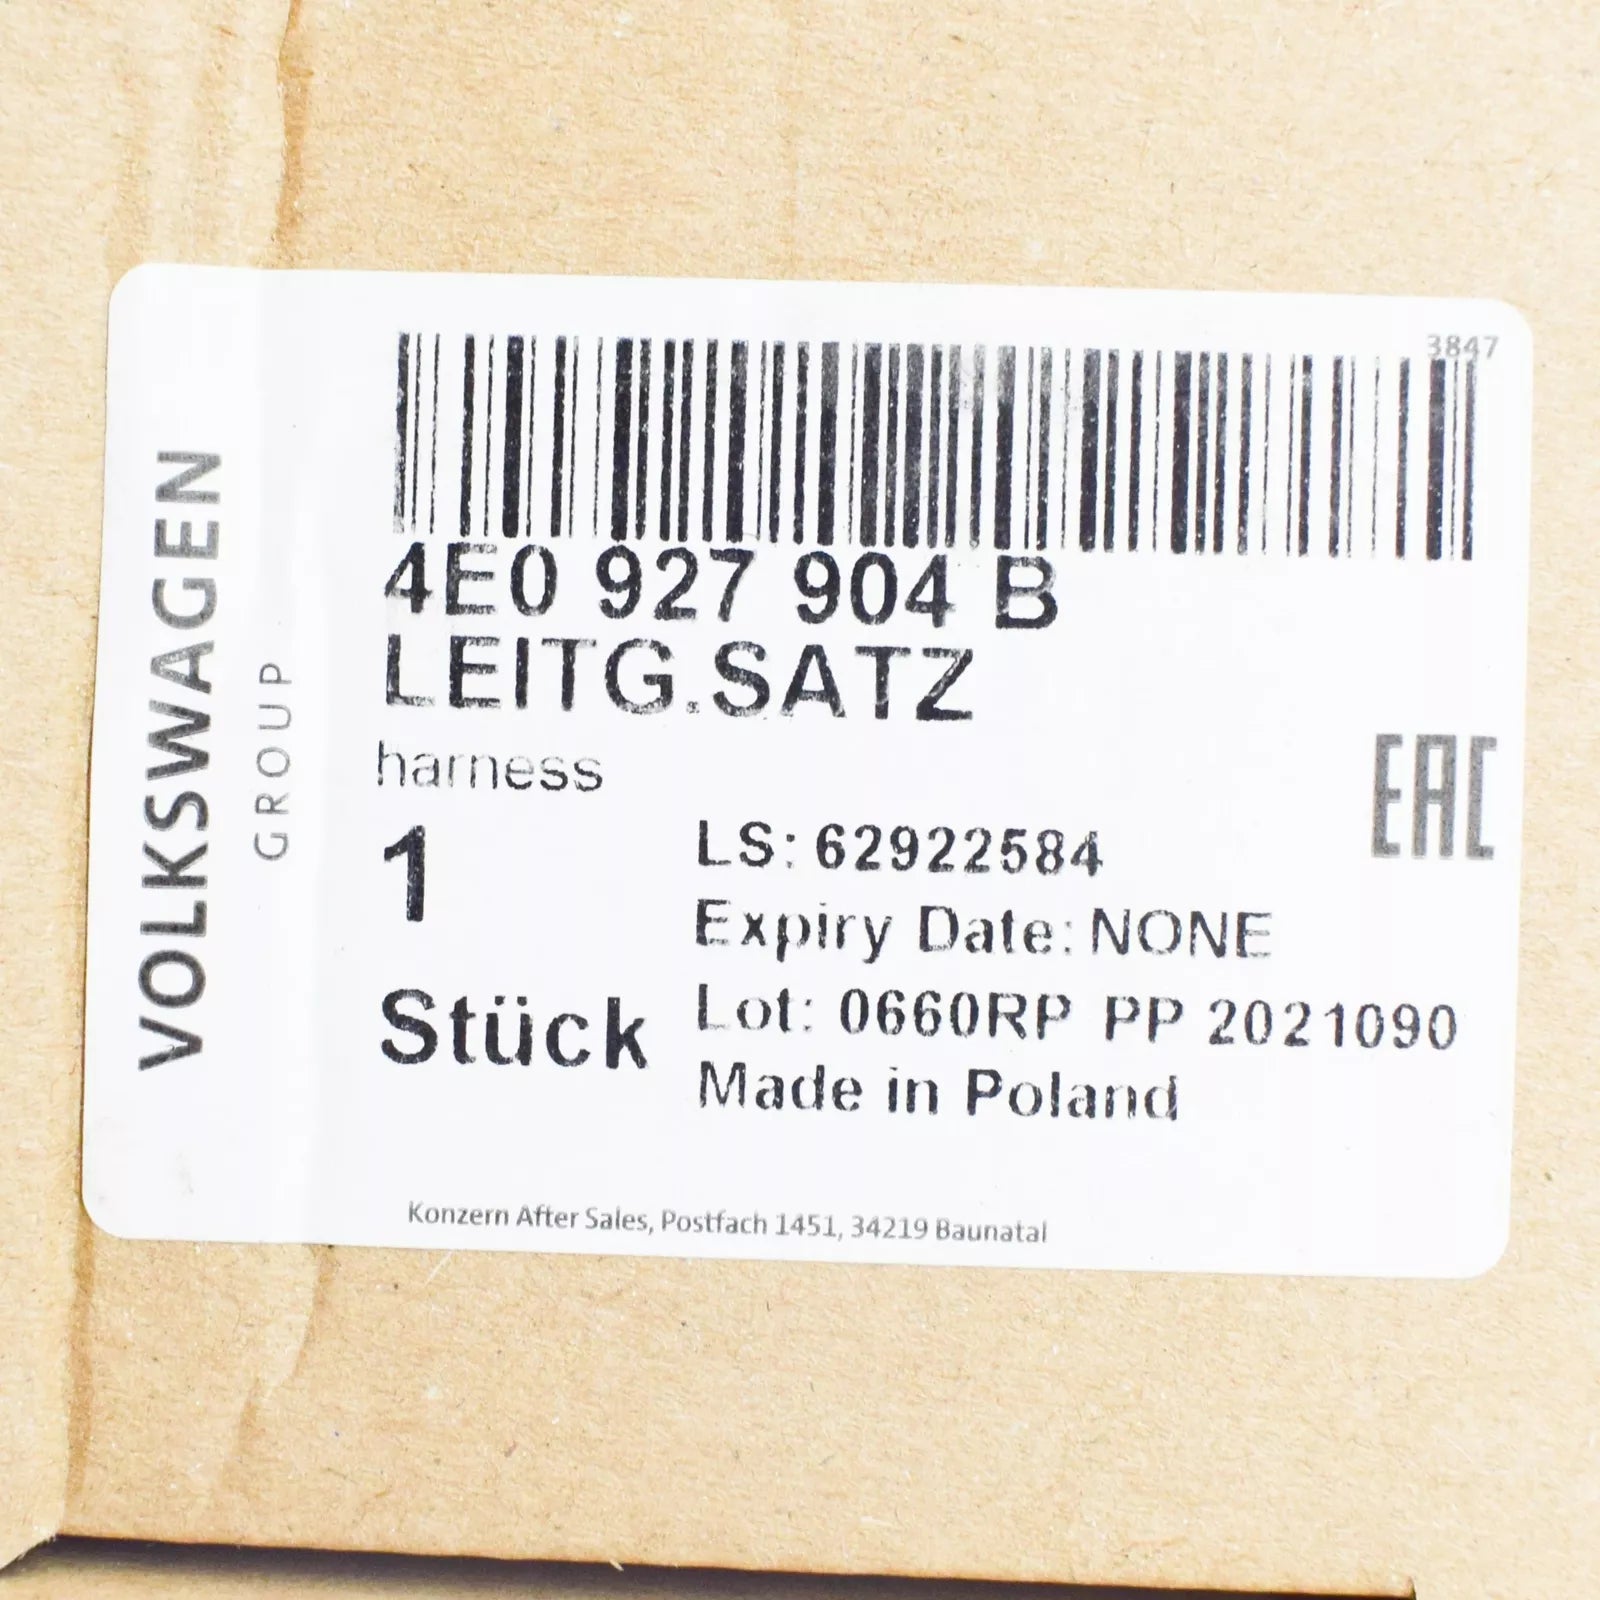 3847
VOLKSWAGEN
GROUP
4E0 927 904 B
LEITG.SATZ
harness
1
Stück
LS: 62922584
Expiry Date: NONE
Lot: 0660RP PP 2021090
Made in Poland
EAC
Konzern After Sales, Postfach 1451, 34219 Baunatal